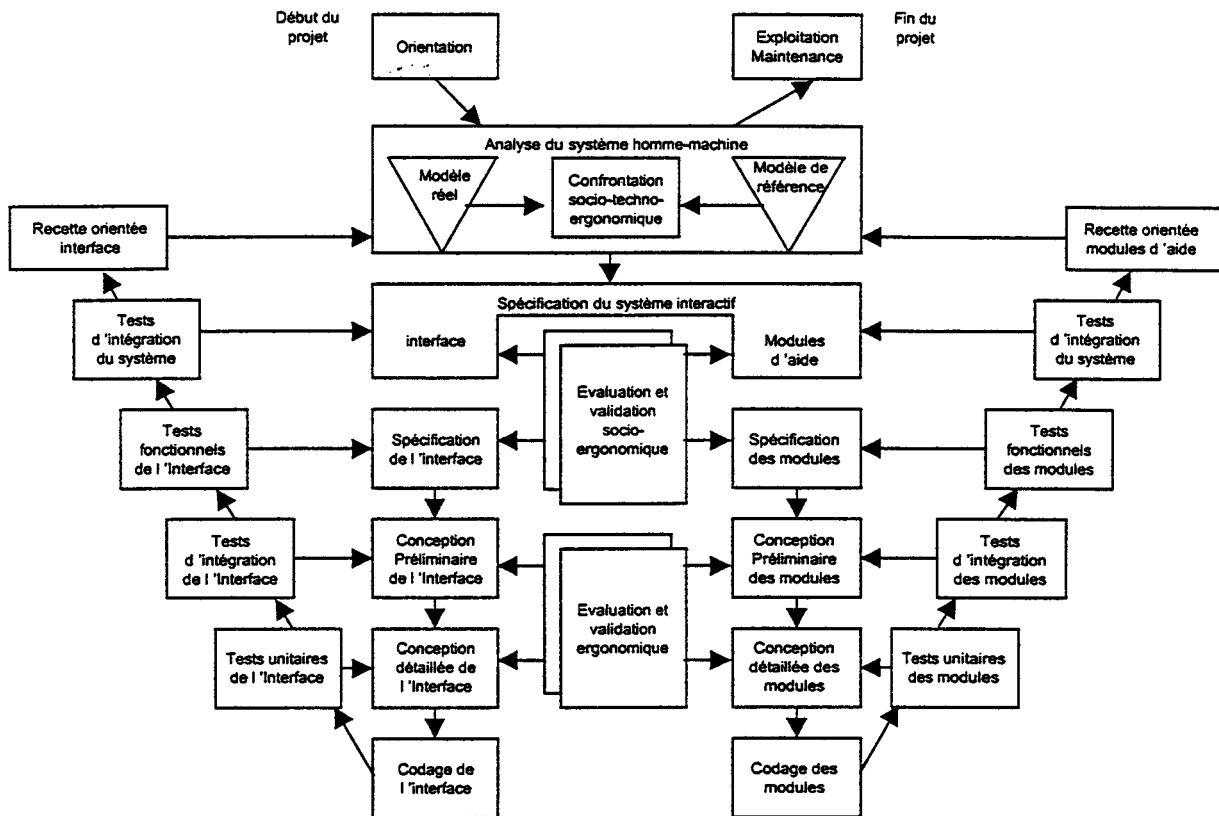 Début du
projet
Orientation
Exploitation
Maintenance
Fin du
projet
Analyse du système homme-machine
Modèle
réel
Confrontation
socio-techno-
ergonomique
Modèle de
référence
Recette orientée
interface
Recette orientée
modules d 'aide
Spécification du système interactif
interface
Modules
d 'aide
Tests
d 'intégration
du système
Tests
d 'intégration
du système
Evaluation et
validation
socio-
ergonomique
Tests
fonctionnels
de l 'Interface
Spécification
de l 'interface
Spécification
des modules
Tests
fonctionnels
des modules
Tests
d 'intégration
de l 'Interface
Conception
Préliminaire
de l 'Interface
Conception
Préliminaire
des modules
Tests
d 'intégration
des modules
Evaluation et
validation
ergonomique
Tests unitaires
de l 'Interface
Conception
détaillée de
l 'Interface
Conception
détaillée des
modules
Tests unitaires
des modules
Codage de
l 'interface
Codage des
modules